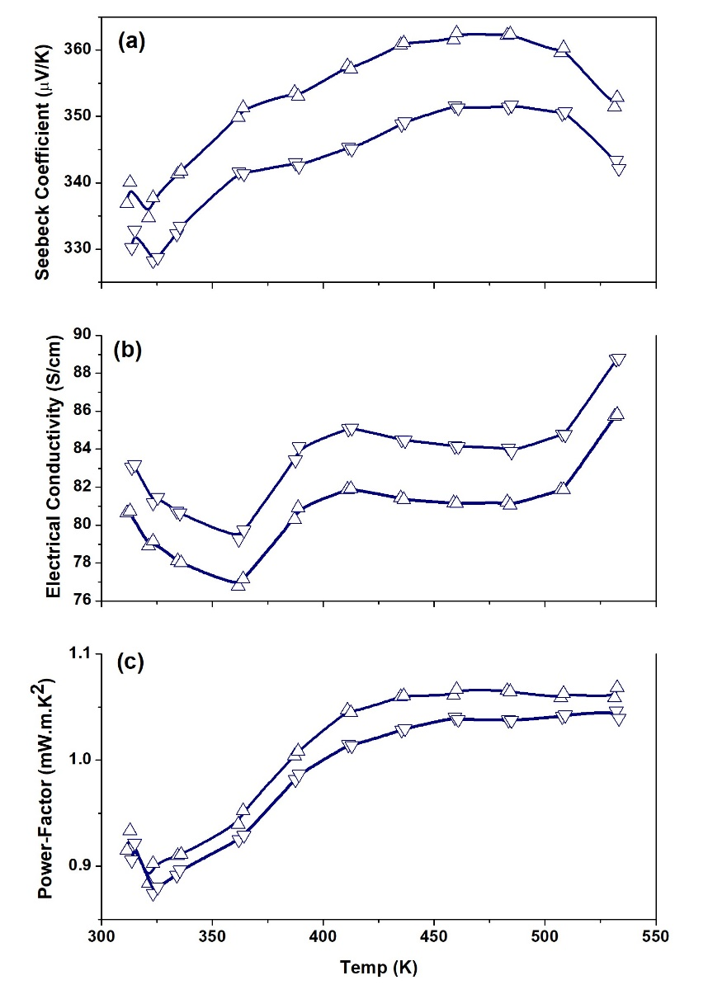 (a)
Seebeck Coefficient (μV/K)
360
350
340
330
(b)
Electrical Conductivity (S/cm)
90
88
86
84
82
80
78
76
(c)
Power-Factor (mW.m.K²)
1.1
1.0
0.9
300 350 400 450 500 550
Temp (K)